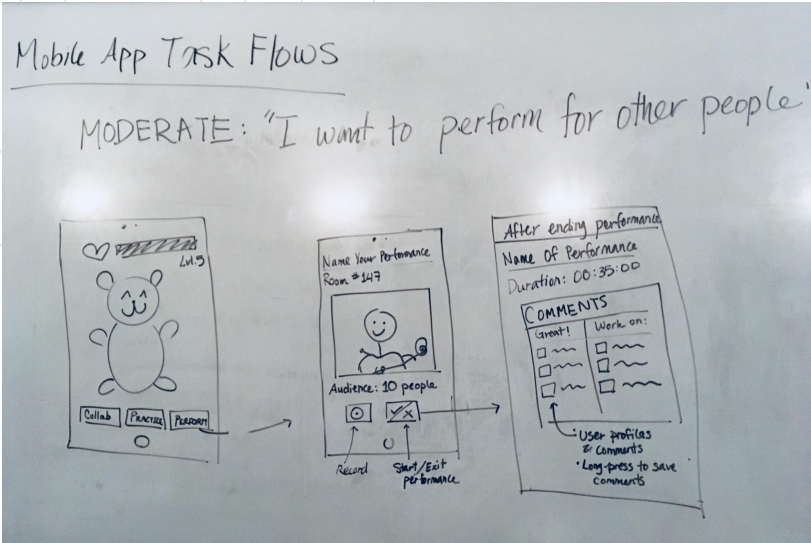 Mobile App Task Flows
MODERATE: "I want to perform for other people"
Lvl.5
Collab
PRACTICE
PERFORM
Name Your Performance
Room #147
Audience: 10 people
Record
Start/Exit
performance
After ending performance
Name Of Performance
Duration: 00:35:00
COMMENTS
Great!
Work on:
• User profiles
& comments
• Long-press to save
comments